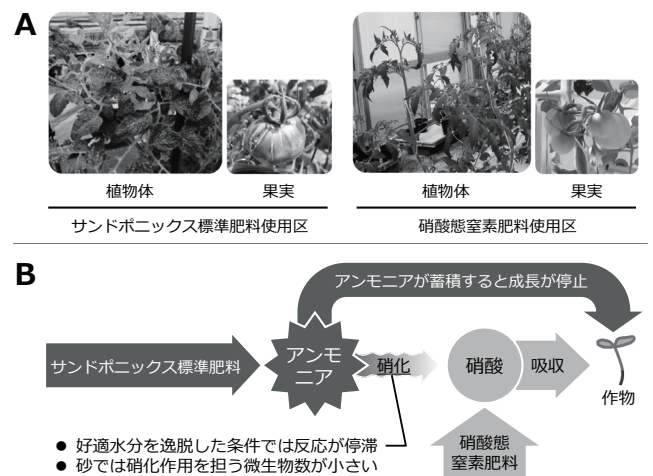 A
植物体 果実 植物体 果実
サンドポニックス標準肥料使用区 硝酸態窒素肥料使用区
B
アンモニアが蓄積すると成長が停止
サンドポニックス標準肥料
アンモ
ニア
硝化
硝酸
吸収
作物
● 好適水分を逸脱した条件では反応が停滞
● 砂では硝化作用を担う微生物数が小さい
硝酸態
窒素肥料